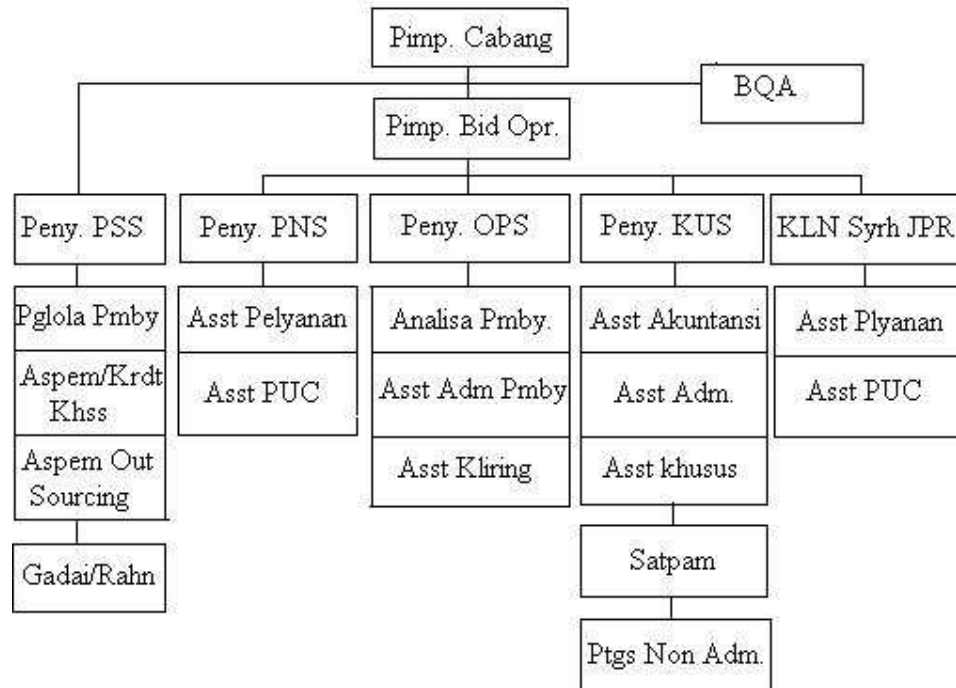 Pimp. Cabang
BQA
Pimp. Bid Opr.
Peny. PSS
Peny. PNS
Peny. OPS
Peny. KUS
KLN Syrh JPR
Pglola Pmby
Asst Pelyanan
Analisa Pmby.
Asst Akuntansi
Asst Plyanan
Aspem/Krdt
Khss
Asst PUC
Asst Adm Pmby
Asst Adm.
Asst PUC
Aspem Out
Sourcing
Asst Kliring
Asst khusus
Gadai/Rahn
Satpam
Ptgs Non Adm.